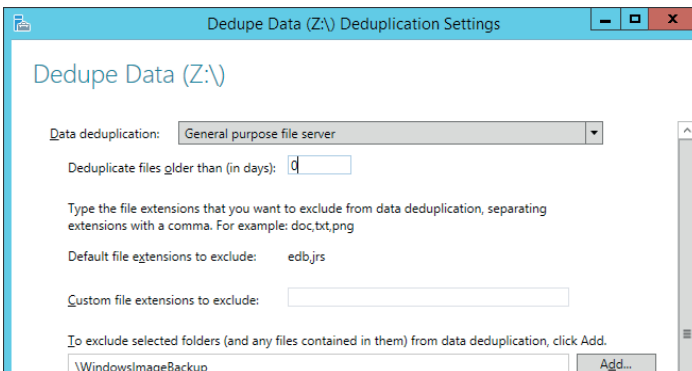 Dedupe Data (Z:\) Deduplication Settings
Dedupe Data (Z:\)
Data deduplication: General purpose file server
Deduplicate files older than (in days): 0
Type the file extensions that you want to exclude from data deduplication, separating
extensions with a comma. For example: doc,txt,png
Default file extensions to exclude: edb,jrs
Custom file extensions to exclude:
To exclude selected folders (and any files contained in them) from data deduplication, click Add.
\WindowsImageBackup Add...